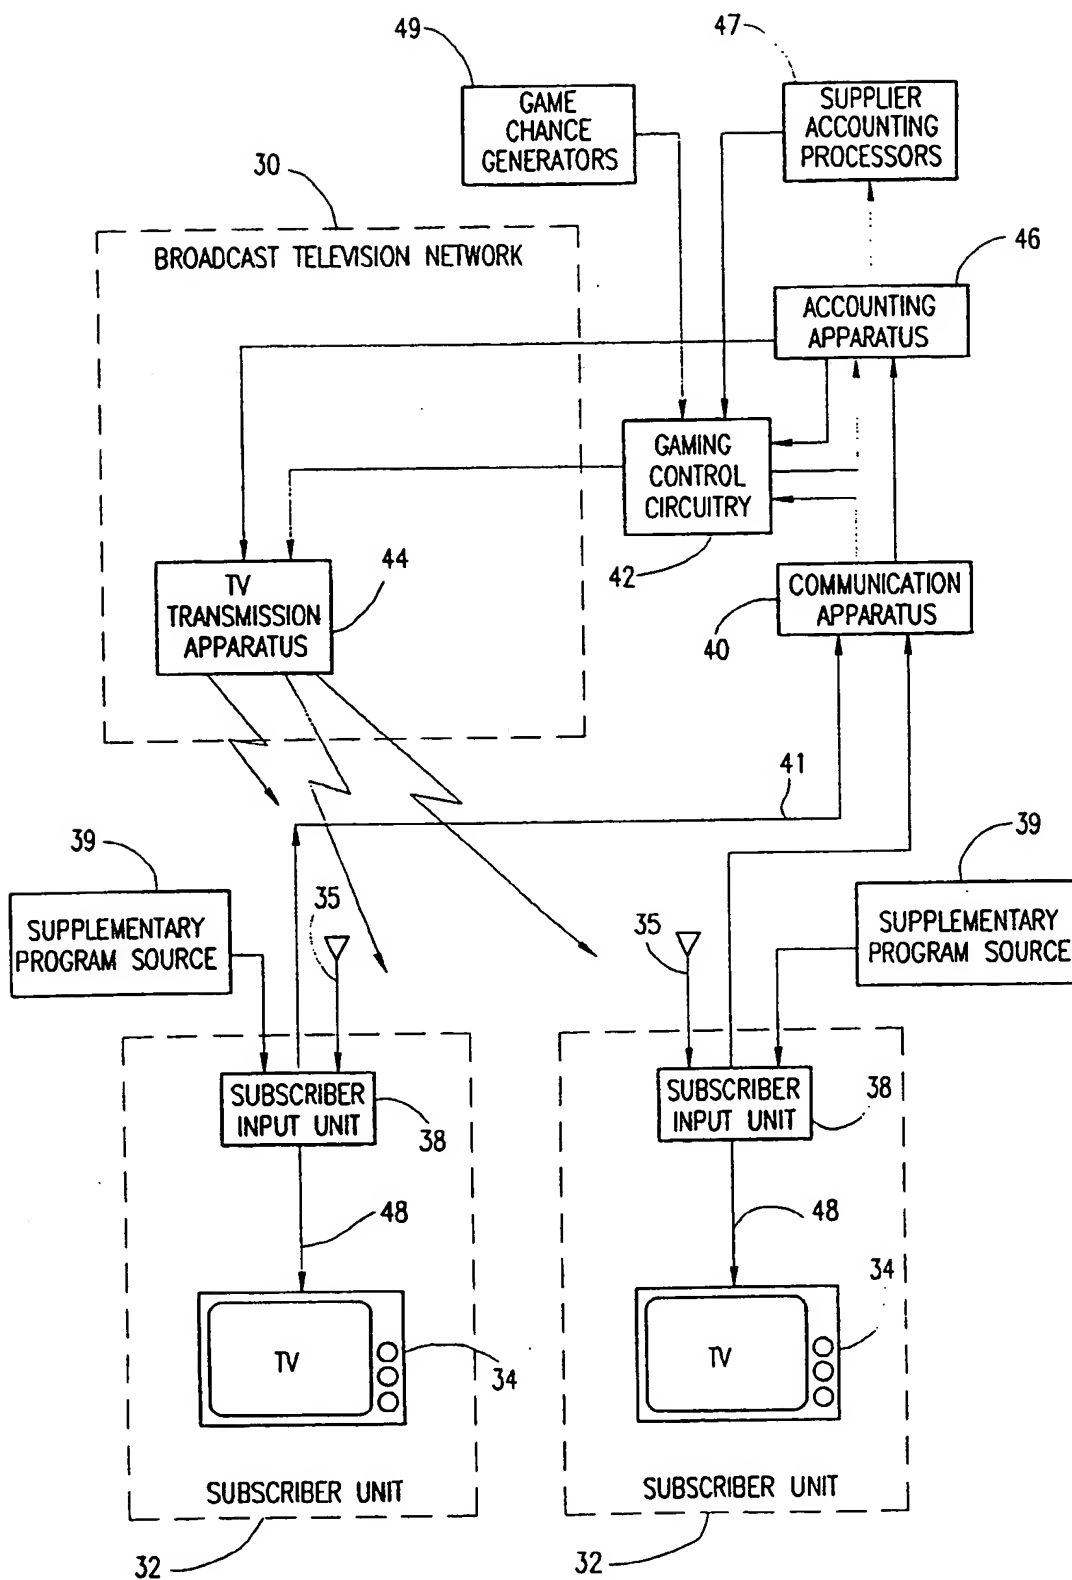 49
GAME
CHANCE
GENERATORS
47
SUPPLIER
ACCOUNTING
PROCESSORS
30
BROADCAST TELEVISION NETWORK
46
ACCOUNTING
APPARATUS
GAMING
CONTROL
CIRCUITRY
42
44
TV
TRANSMISSION
APPARATUS
COMMUNICATION
APPARATUS
40
41
39
SUPPLEMENTARY
PROGRAM SOURCE
35
35
39
SUPPLEMENTARY
PROGRAM SOURCE
SUBSCRIBER
INPUT UNIT
38
SUBSCRIBER
INPUT UNIT
38
48
48
TV
34
TV
34
SUBSCRIBER UNIT
SUBSCRIBER UNIT
32
32